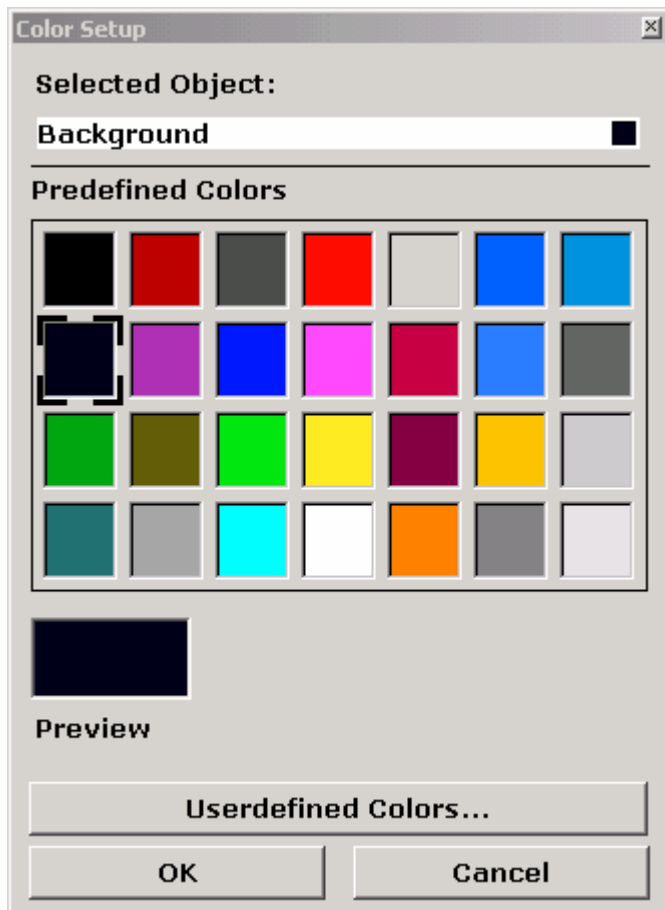 Color Setup
Selected Object:
Background
Predefined Colors
Preview
Userdefined Colors...
OK
Cancel